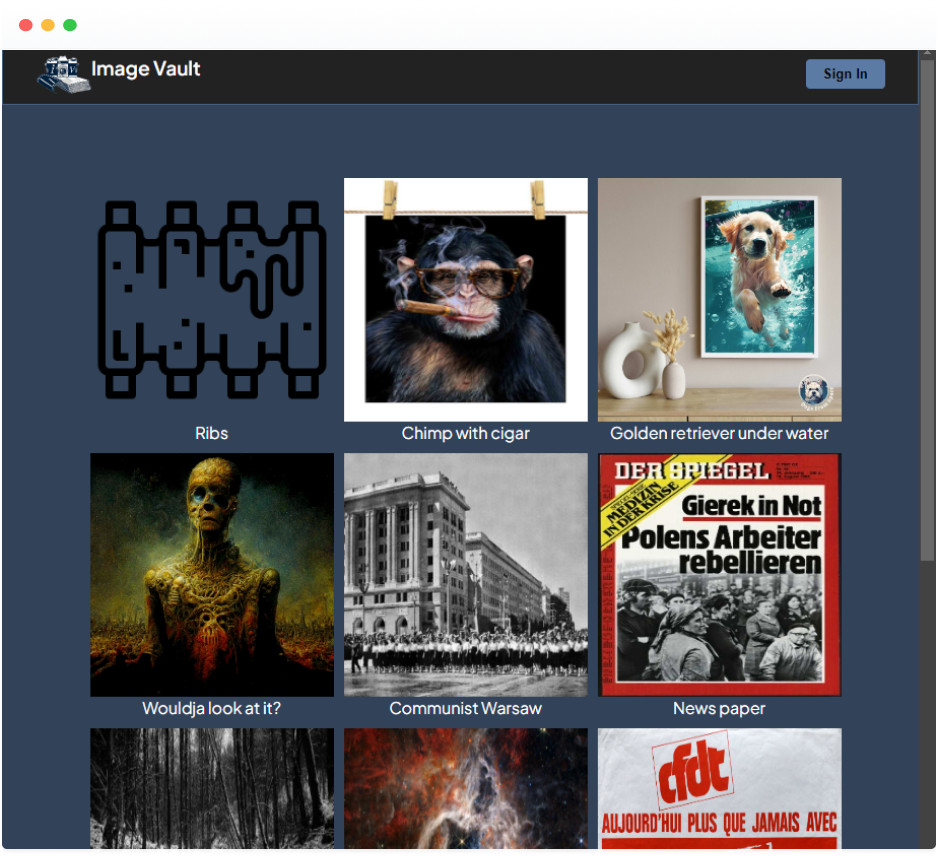 Image Vault
Sign In
Ribs
Chimp with cigar
Golden retriever under water
Wouldja look at it?
Communist Warsaw
DER SPIEGEL
MEDIZIN
IN DER KRISE
Gierek in Not
Polens Arbeiter
rebellieren
News paper
cfdt
AUJOURD'HUI PLUS QUE JAMAIS AVEC